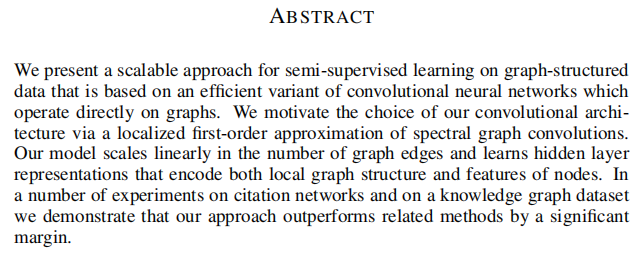 ABSTRACT
We present a scalable approach for semi-supervised learning on graph-structured
data that is based on an efficient variant of convolutional neural networks which
operate directly on graphs. We motivate the choice of our convolutional archi-
tecture via a localized first-order approximation of spectral graph convolutions.
Our model scales linearly in the number of graph edges and learns hidden layer
representations that encode both local graph structure and features of nodes. In
a number of experiments on citation networks and on a knowledge graph dataset
we demonstrate that our approach outperforms related methods by a significant
margin.